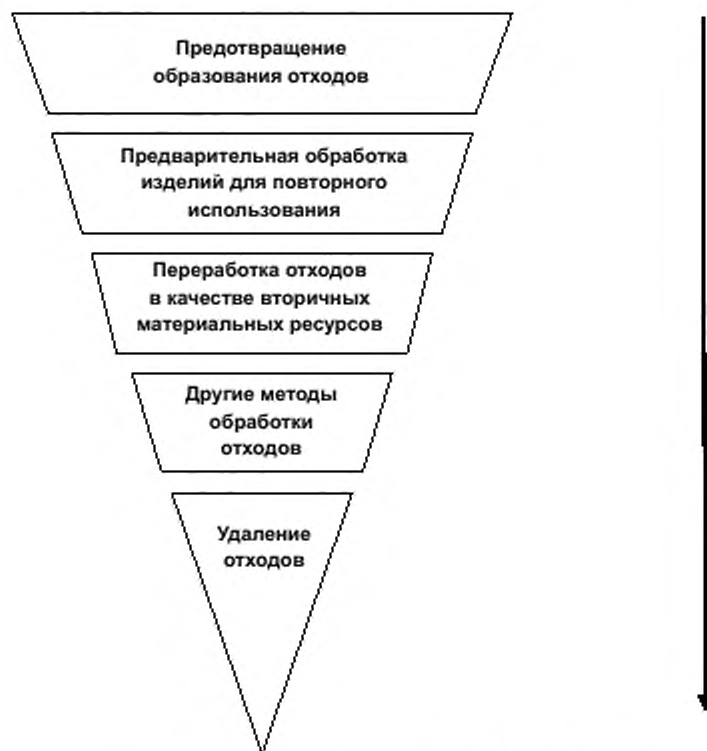 Предотвращение
образования отходов
Предварительная обработка
изделий для повторного
использования
Переработка отходов
в качестве вторичных
материальных ресурсов
Другие методы
обработки
отходов
Удаление
отходов